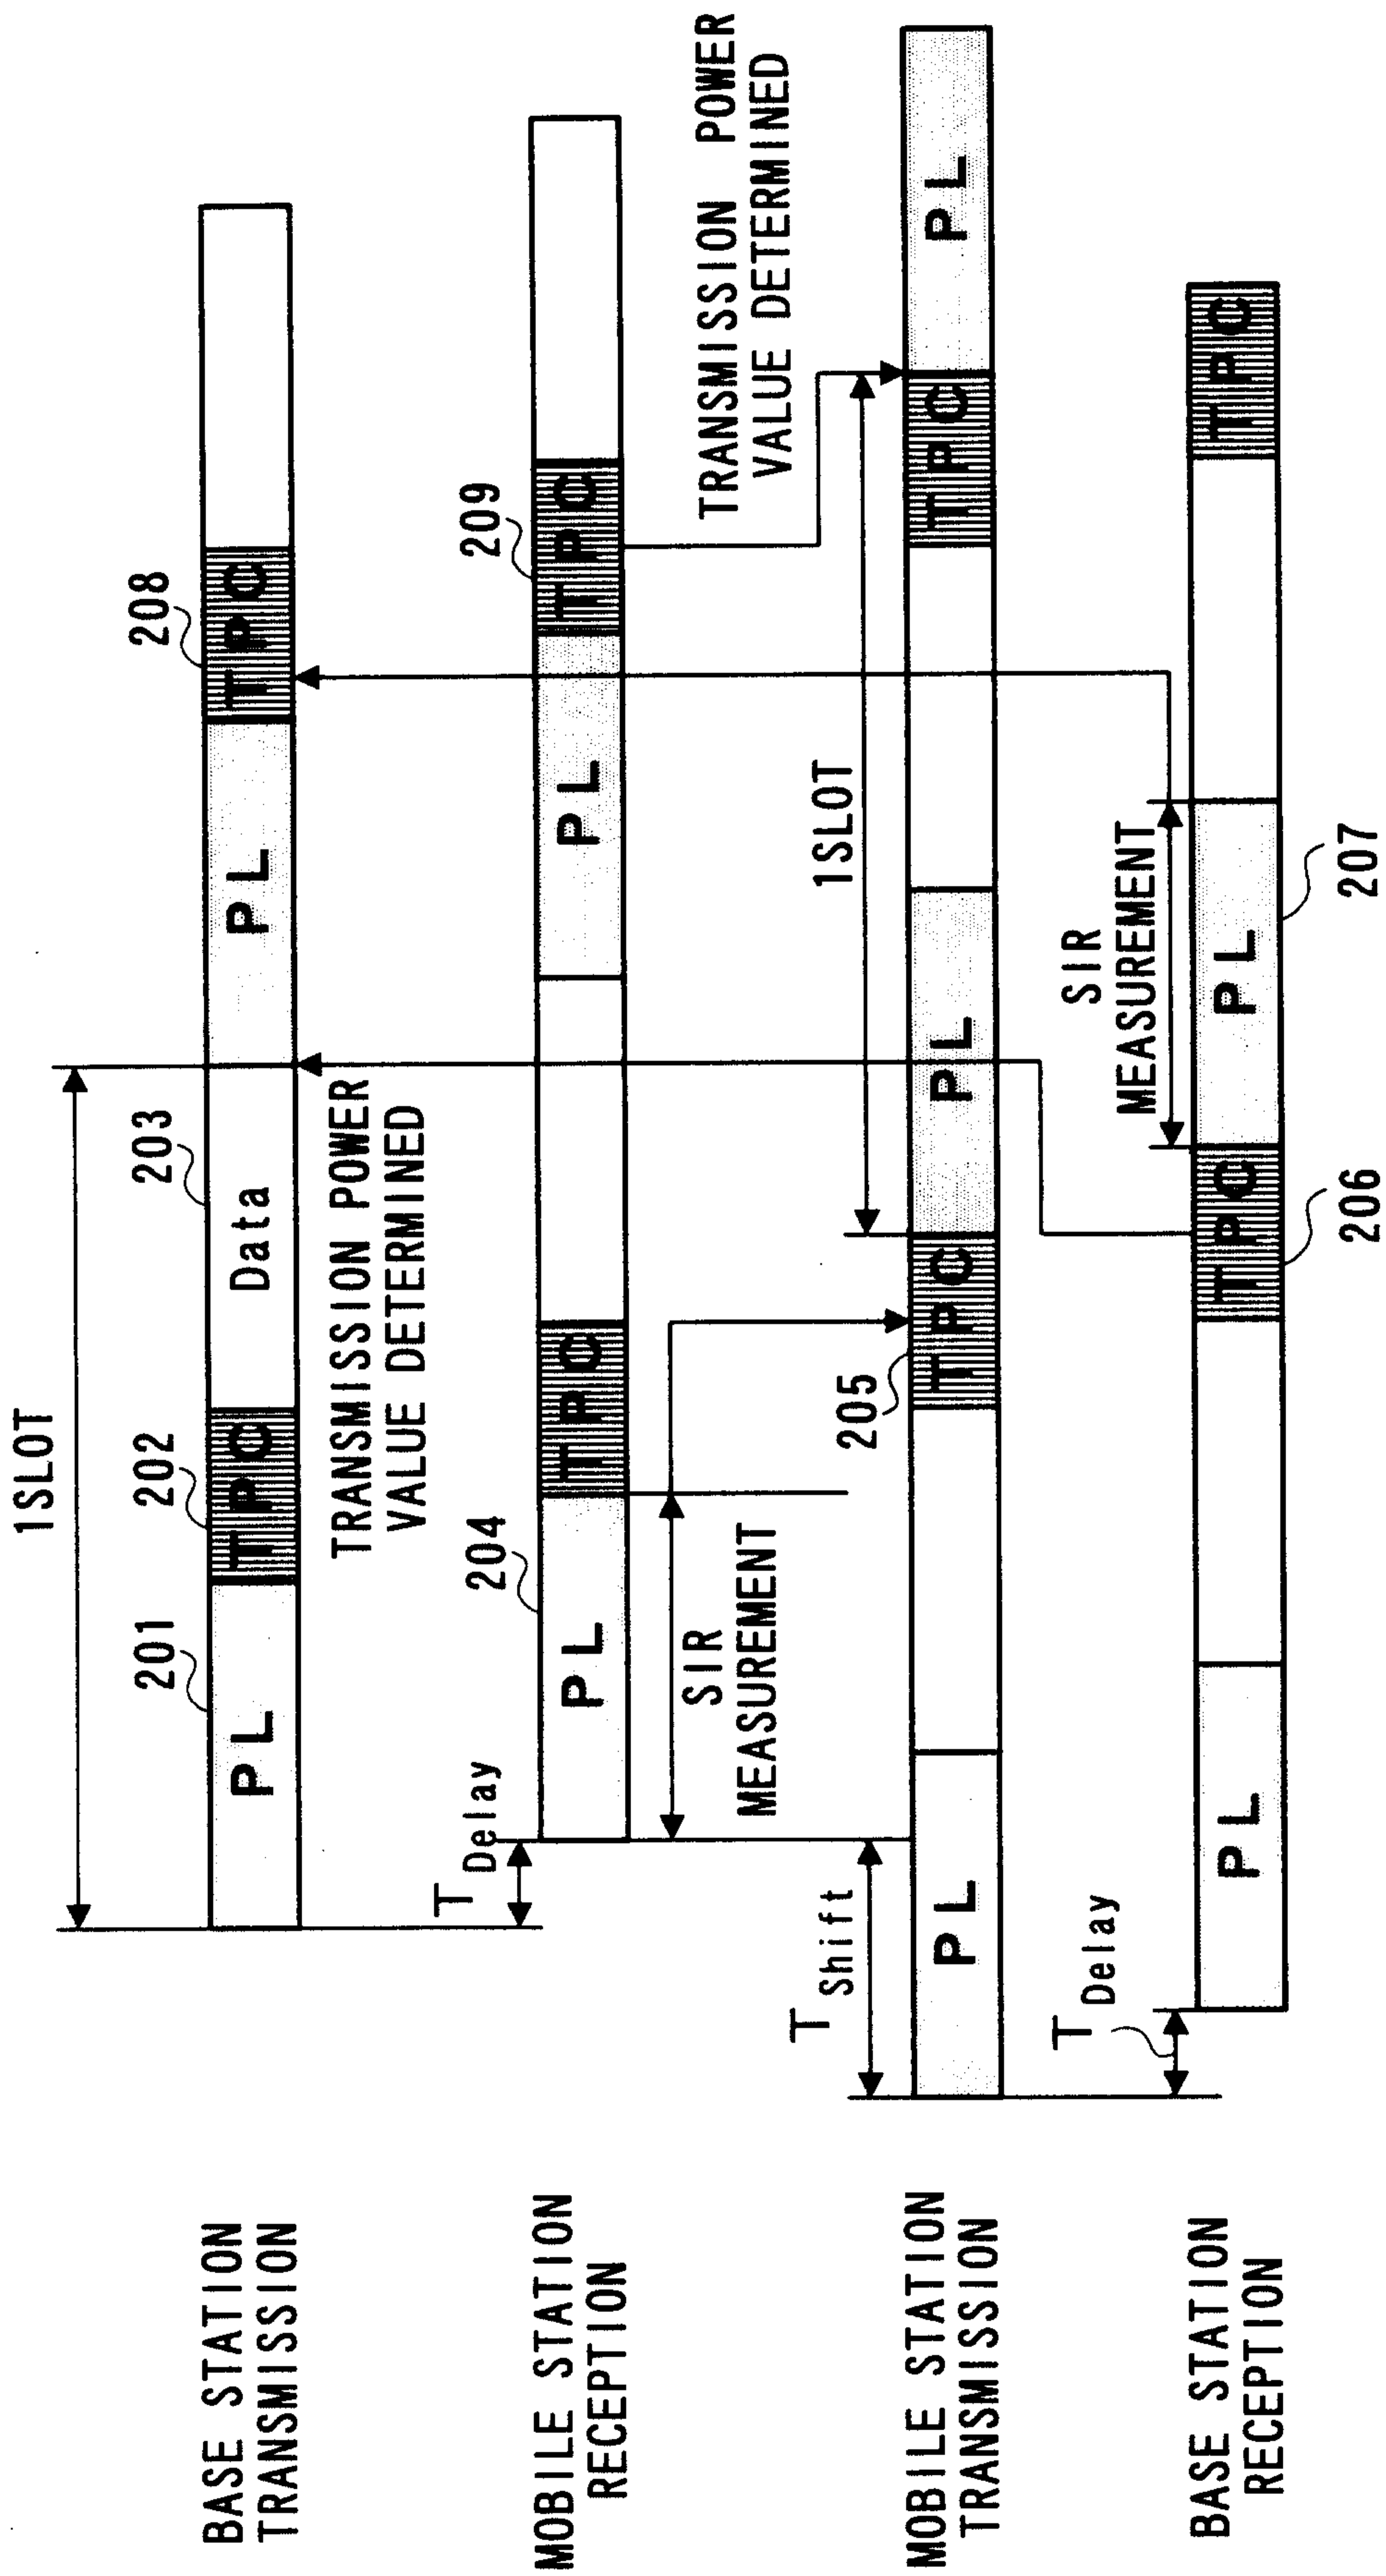 1SLOT
201
202
203
208
BASE STATION
TRANSMISSION
PL
TPC
Data
PL
TPC
TRANSMISSION POWER
VALUE DETERMINED
T Delay
204
209
MOBILE STATION
RECEPTION
PL
TPC
PL
TPC
SIR
MEASUREMENT
TRANSMISSION POWER
VALUE DETERMINED
T Shift
205
1SLOT
MOBILE STATION
TRANSMISSION
PL
TPC
PL
TPC
PL
T Delay
SIR
MEASUREMENT
BASE STATION
RECEPTION
PL
TPC
PL
TPC
206
207